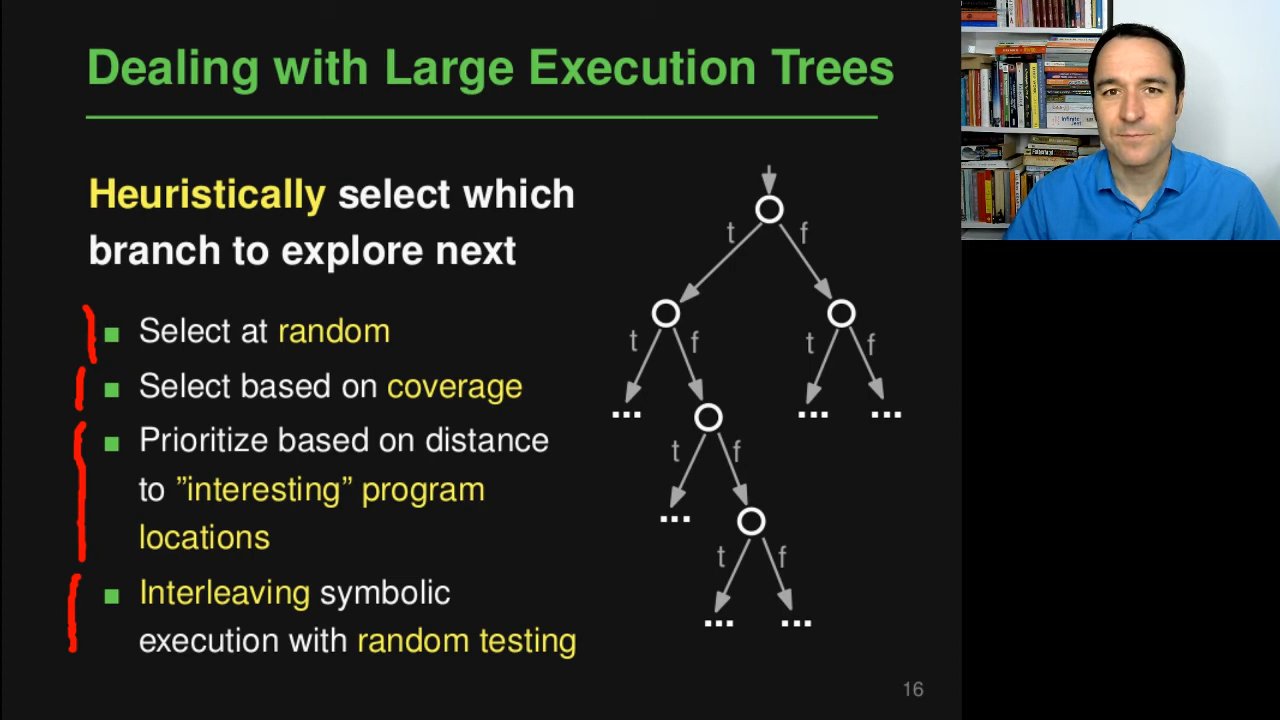 Dealing with Large Execution Trees
Heuristically select which
branch to explore next
Select at random
Select based on coverage
Prioritize based on distance
to ”interesting” program
locations
Interleaving symbolic
execution with random testing
t f
t f t f
... ... ...
t f
...
t f
... ...
16